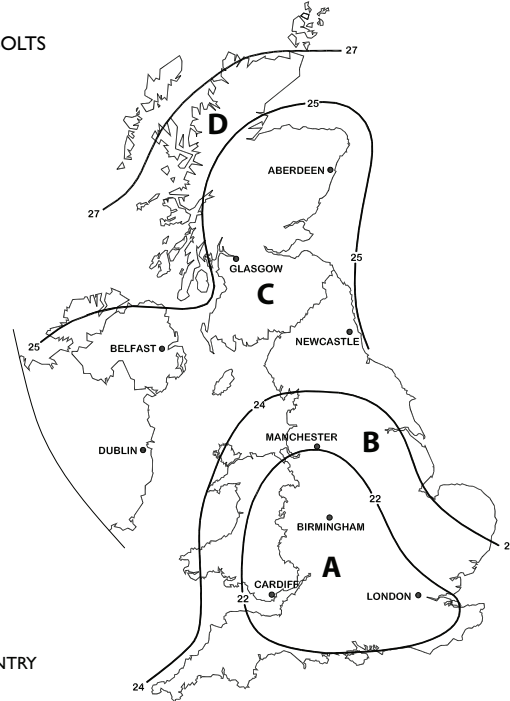 OLTS
27
25
D
ABERDEEN
27
25
GLASGOW
C
NEWCASTLE
25
BELFAST
24
MANCHESTER
B
DUBLIN
22
BIRMINGHAM
2
A
CARDIFF
LONDON
22
NTRY
24